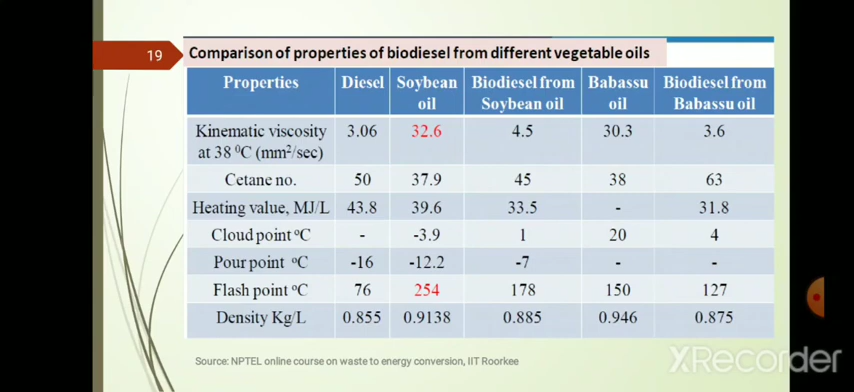 19
Comparison of properties of biodiesel from different vegetable oils
Properties Diesel Soybean oil Biodiesel from Soybean oil Babassu oil Biodiesel from Babassu oil
Kinematic viscosity at 38 ⁰C (mm²/sec) 3.06 32.6 4.5 30.3 3.6
Cetane no. 50 37.9 45 38 63
Heating value, MJ/L 43.8 39.6 33.5 - 31.8
Cloud point ⁰C - -3.9 1 20 4
Pour point ⁰C -16 -12.2 -7 - -
Flash point ⁰C 76 254 178 150 127
Density Kg/L 0.855 0.9138 0.885 0.946 0.875
Source: NPTEL online course on waste to energy conversion, IIT Roorkee
XRecorder